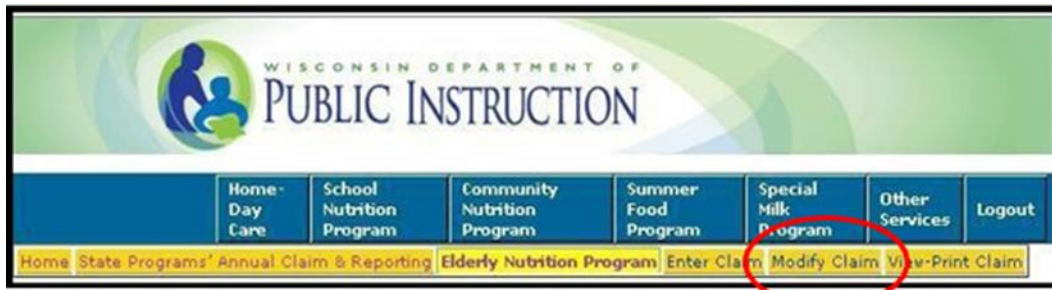 WISCONSIN DEPARTMENT OF
PUBLIC INSTRUCTION
Home-Day Care School Nutrition Program Community Nutrition Program Summer Food Program Special Milk Program Other Services Logout
Home State Programs' Annual Claim & Reporting Elderly Nutrition Program Enter Claim Modify Claim View-Print Claim